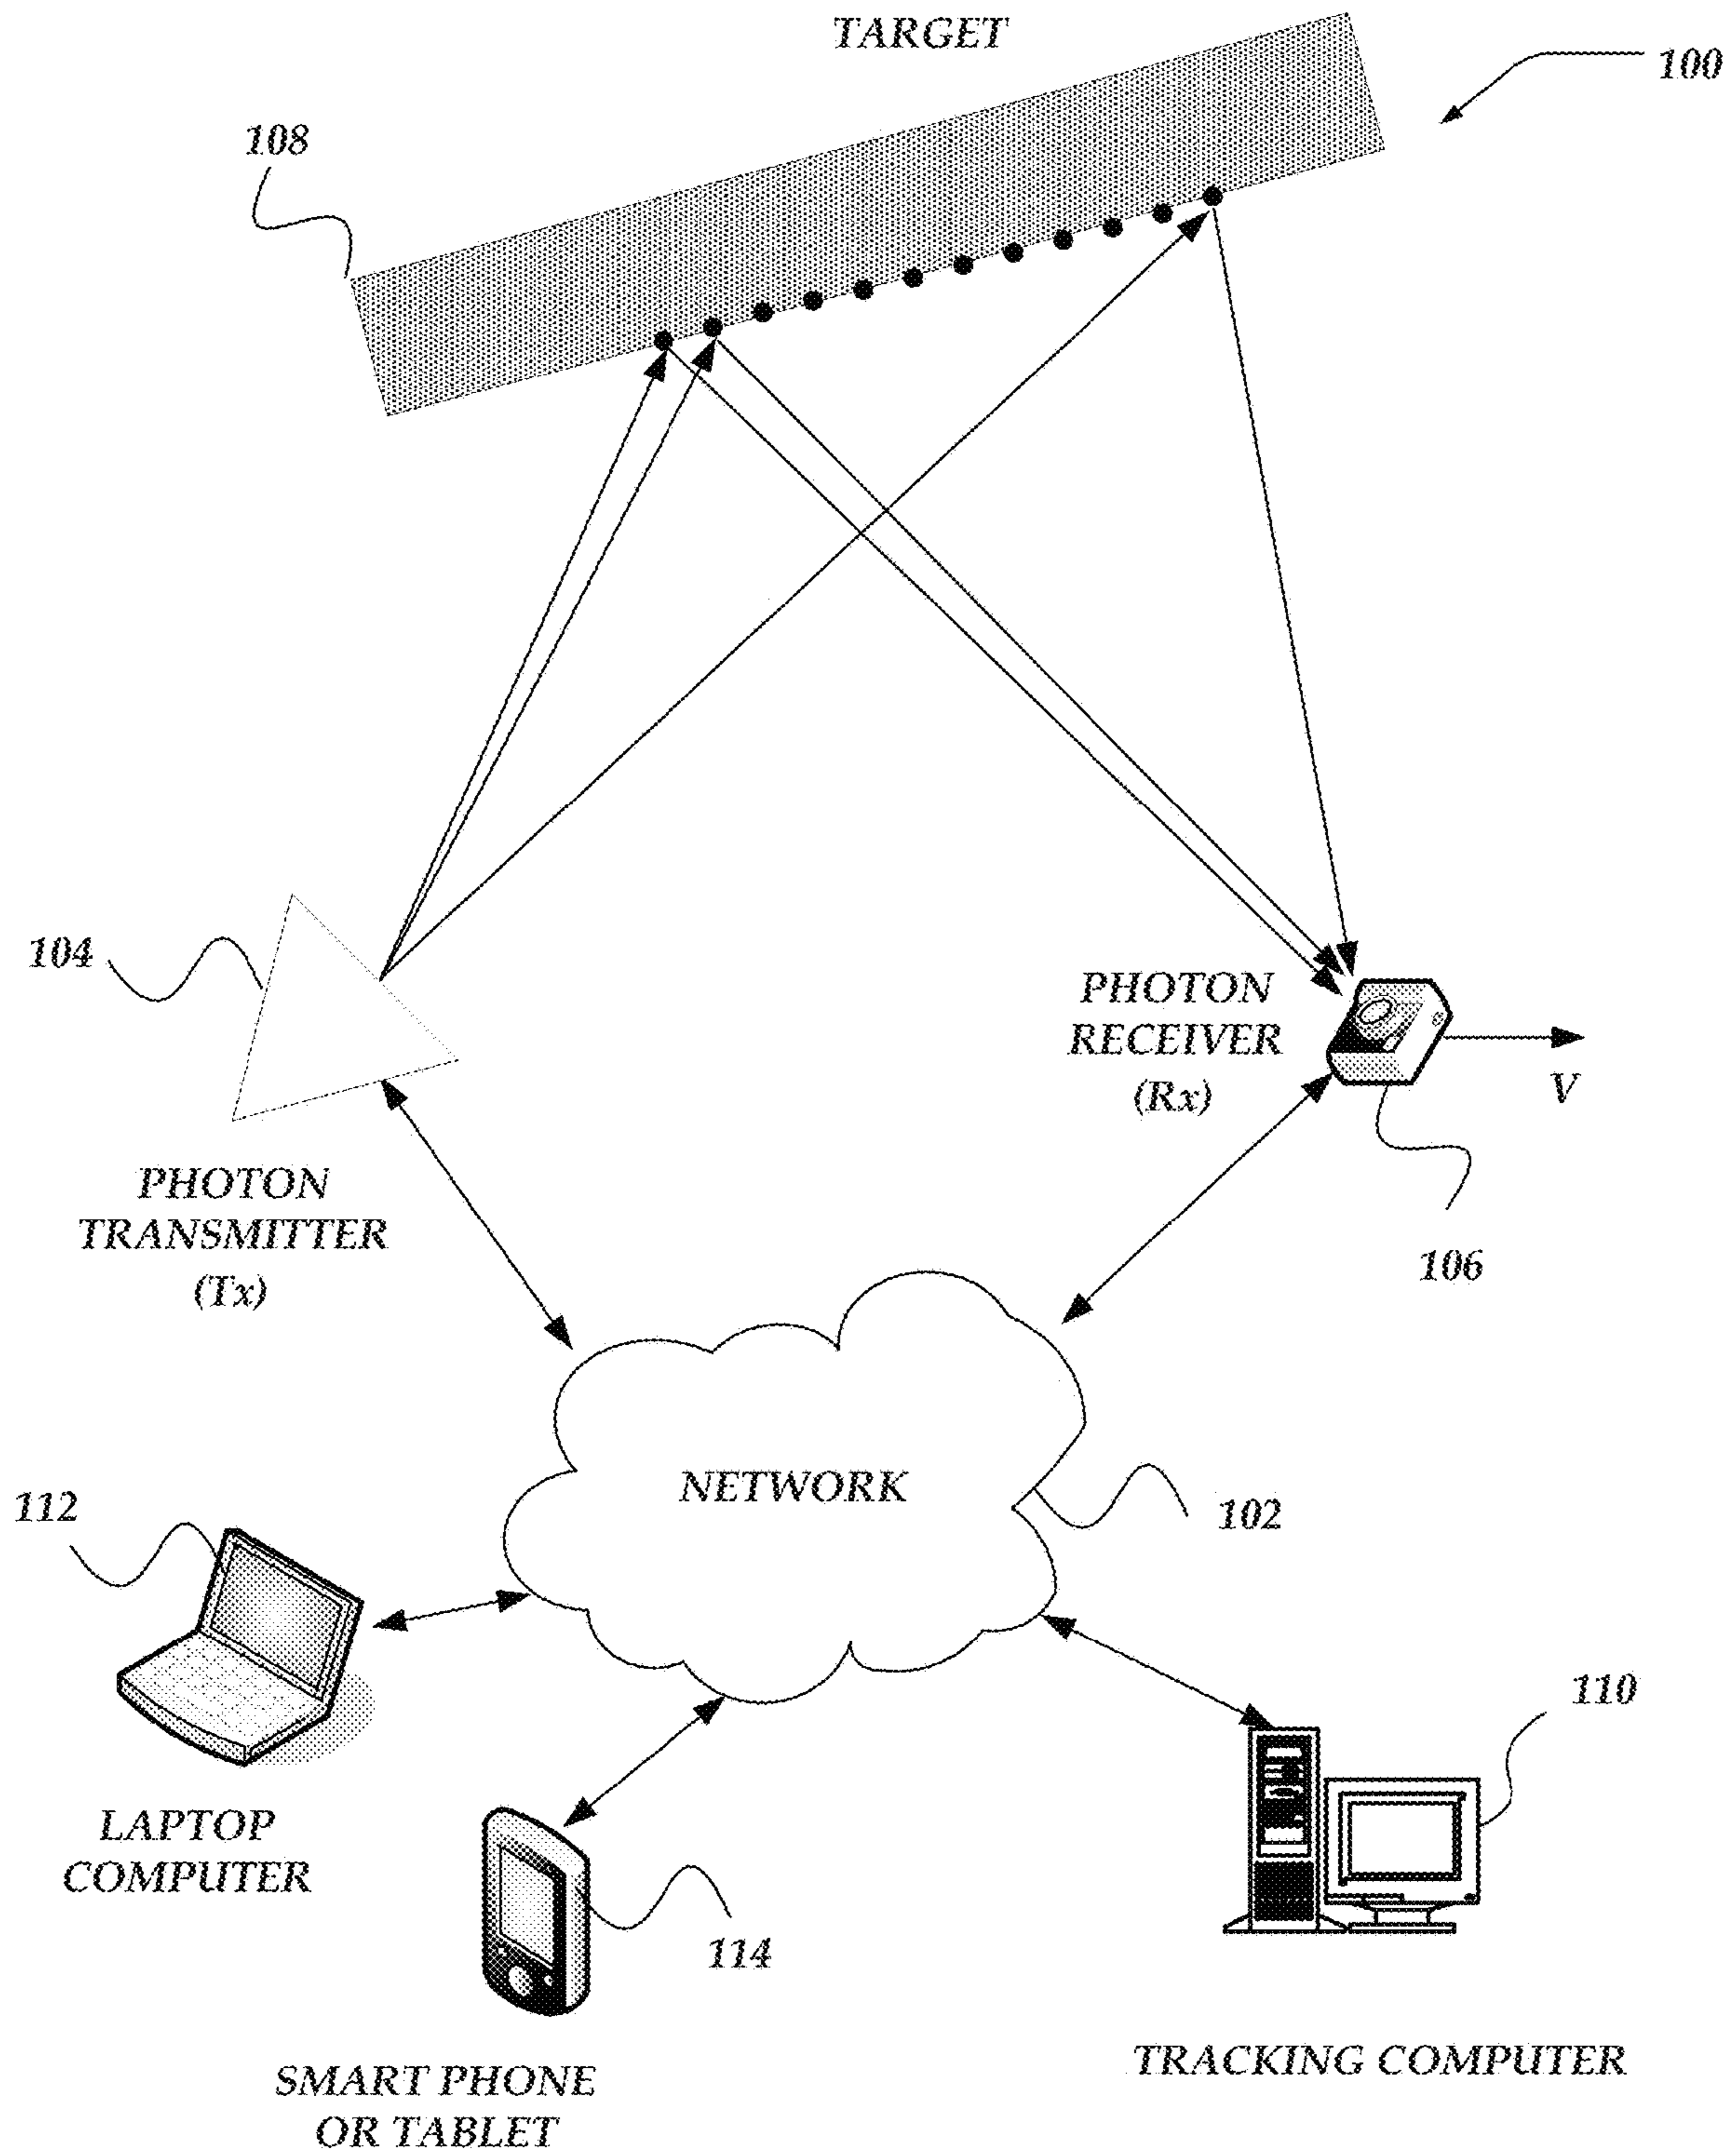 TARGET
100
108
104
PHOTON
RECEIVER
(Rx)
V
PHOTON
TRANSMITTER
(Tx)
106
NETWORK
112
102
110
LAPTOP
COMPUTER
114
TRACKING COMPUTER
SMART PHONE
OR TABLET